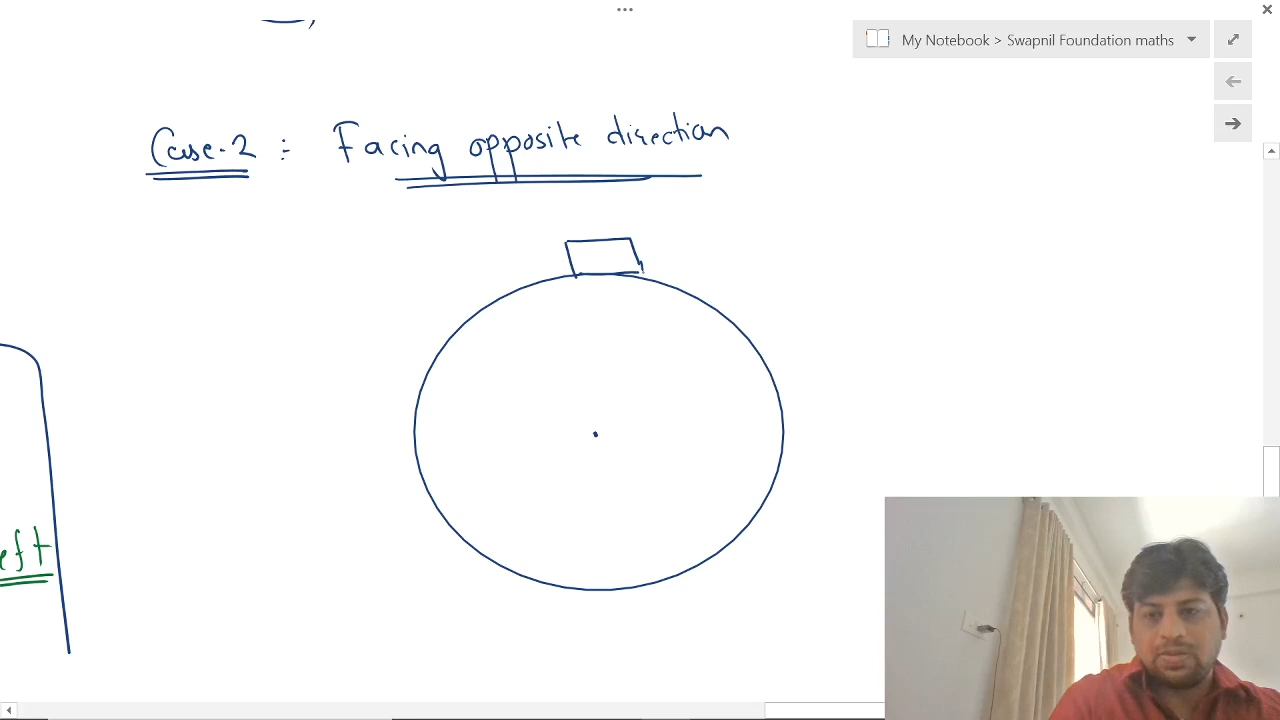 My Notebook > Swapnil Foundation maths
Case-2 : Facing opposite direction
eft